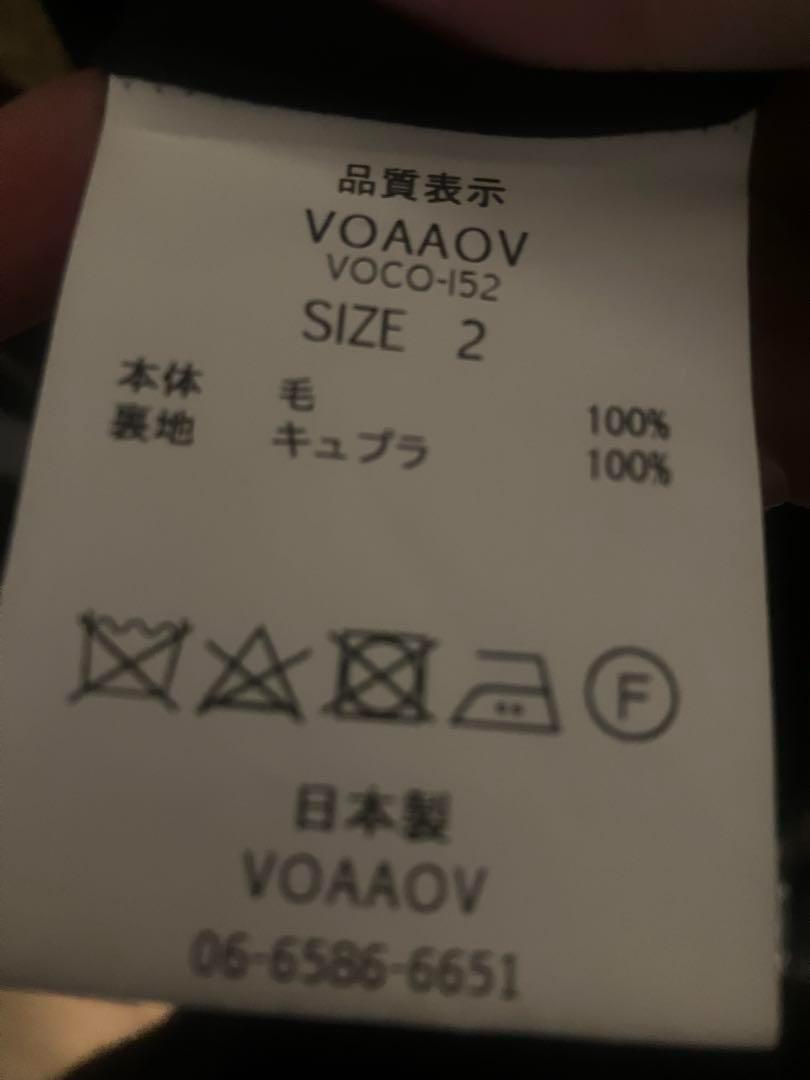 品質表示
VOAAOV
VOCO-152
SIZE 2
本体 毛 100%
裏地 キュプラ 100%
F
日本製
VOAAOV
06-6586-6651